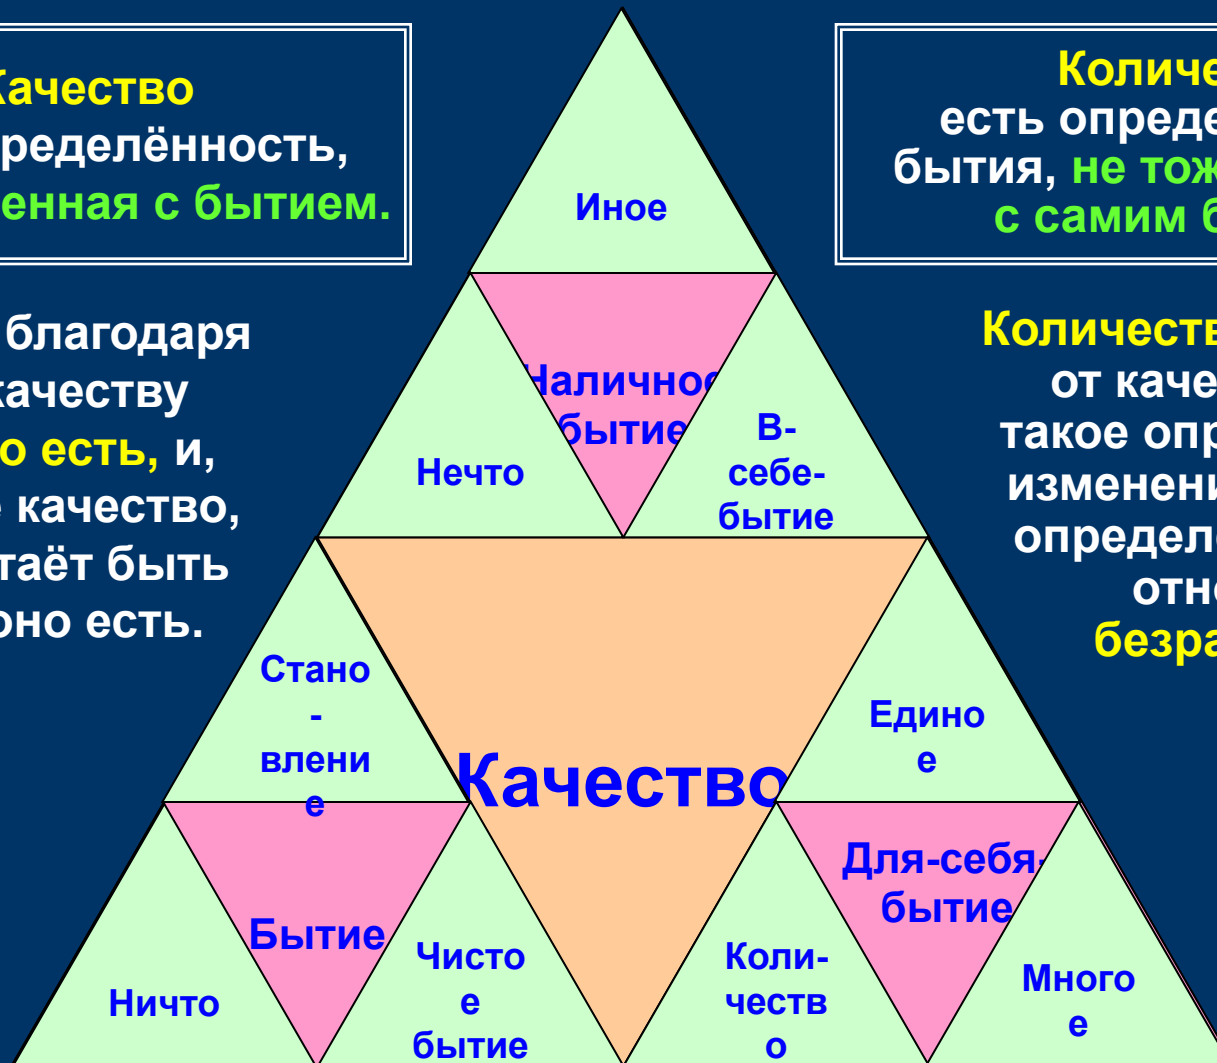 Качество
ределённость,
енная с бытием.
благодаря
качеству
о есть, и,
е качество,
таёт быть
оно есть.
Иное
Наличное
бытие
Нечто
В-
себе-
бытие
Стано
-
влени
е
Качество
Едино
е
Бытие
Для-себя-
бытие
Ничто
Чисто
е
бытие
Коли-
честв
о
Много
е
Количе
есть опреде
бытия, не тож
с самим б
Количеств
от каче
такое опр
изменени
определ
отн
безра